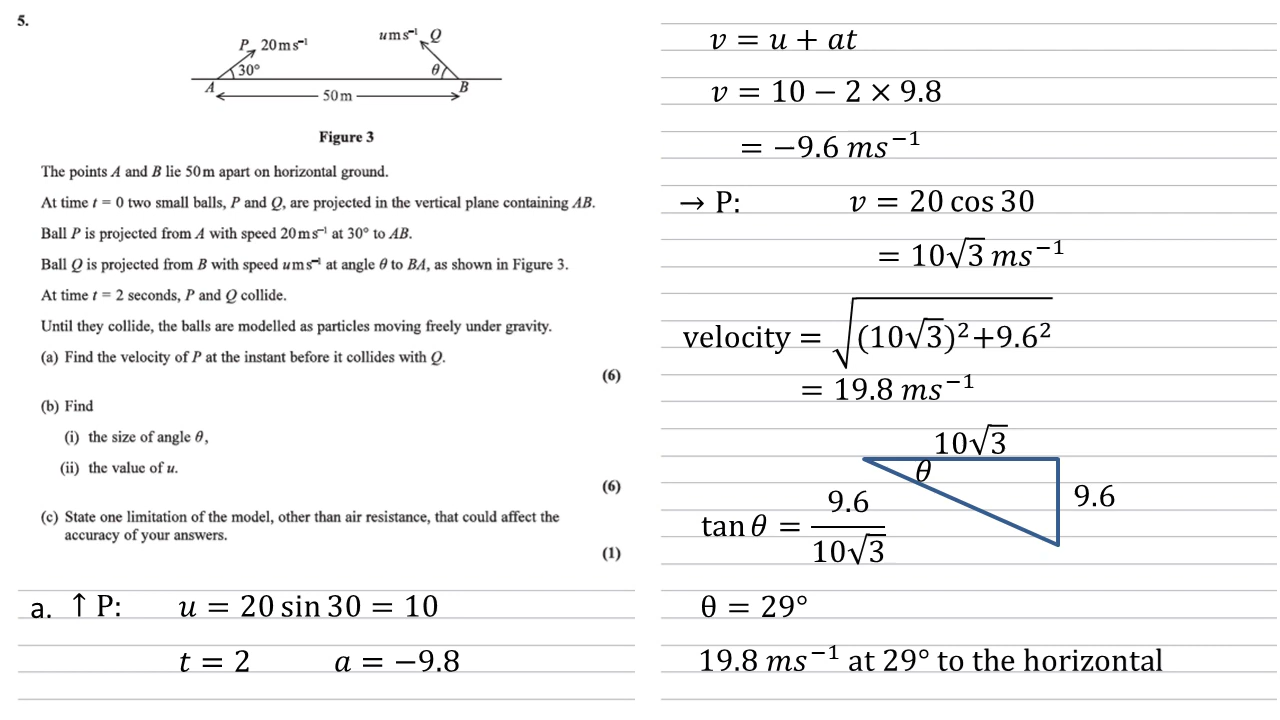 5.
P 20 m s⁻¹
u m s⁻¹ Q
30°
θ
A
B
50 m
Figure 3
The points A and B lie 50 m apart on horizontal ground.
At time t = 0 two small balls, P and Q, are projected in the vertical plane containing AB.
Ball P is projected from A with speed 20 m s⁻¹ at 30° to AB.
Ball Q is projected from B with speed u m s⁻¹ at angle θ to BA, as shown in Figure 3.
At time t = 2 seconds, P and Q collide.
Until they collide, the balls are modelled as particles moving freely under gravity.
(a) Find the velocity of P at the instant before it collides with Q.
(6)
(b) Find
(i) the size of angle θ,
(ii) the value of u.
(6)
(c) State one limitation of the model, other than air resistance, that could affect the
accuracy of your answers.
(1)
a. ↑ P: u = 20 sin 30 = 10
t = 2 a = −9.8
v = u + at
v = 10 − 2 × 9.8
= −9.6 ms⁻¹
→ P: v = 20 cos 30
= 10√3 ms⁻¹
velocity = √((10√3)²+9.6²)
= 19.8 ms⁻¹
10√3
θ
9.6
tan θ = 9.6/10√3
θ = 29°
19.8 ms⁻¹ at 29° to the horizontal